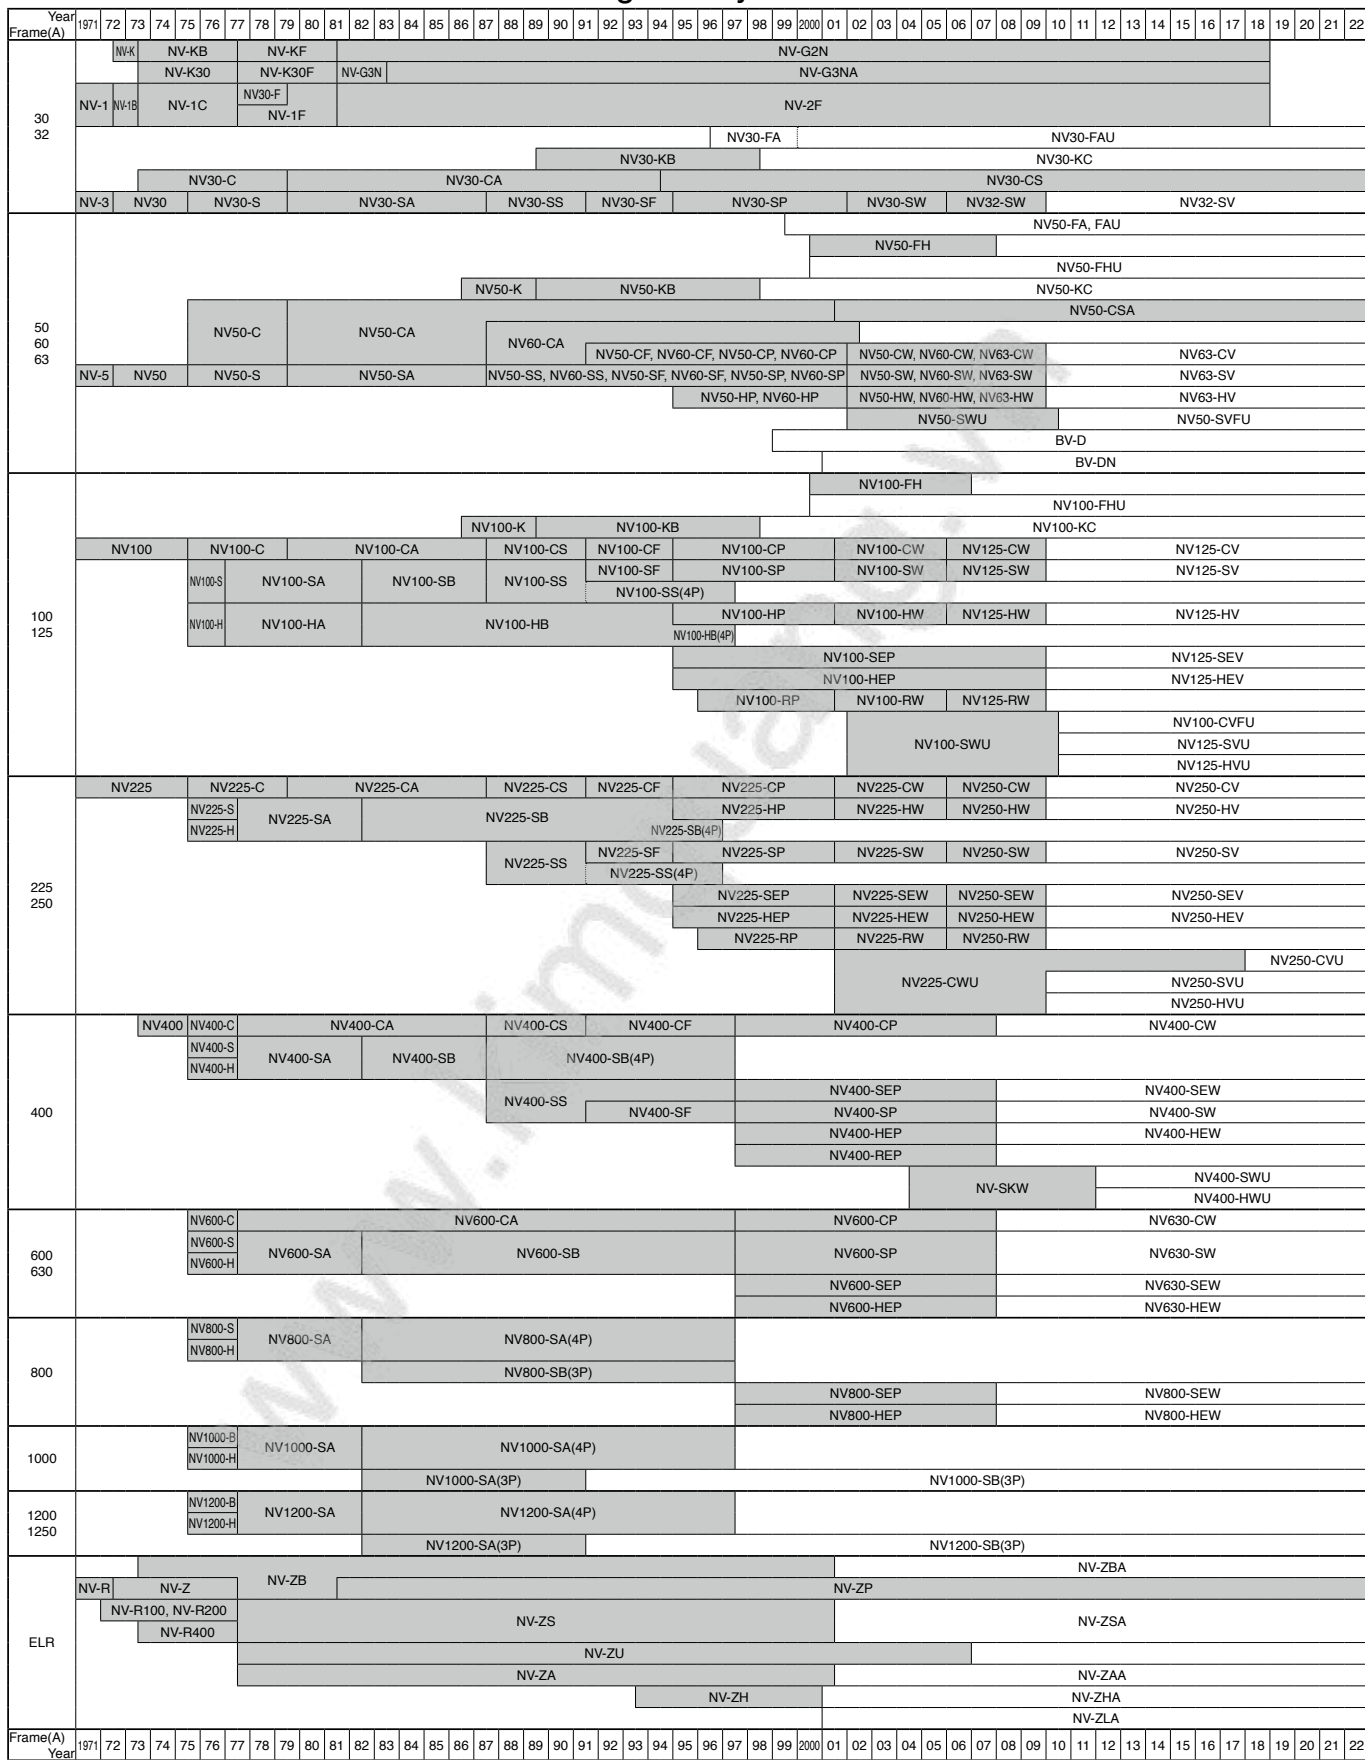 Year 1971 72 73 74 75 76 77 78 79 80 81 82 83 84 85 86 87 88 89 90 91 92 93 94 95 96 97 98 99 2000 01 02 03 04 05 06 07 08 09 10 11 12 13 14 15 16 17 18 19 20 21 22
Frame(A)
NV-K NV-KB NV-KF NV-G2N
NV-K30 NV-K30F NV-G3N NV-G3NA
NV30-F
NV-1 NV-1B NV-1C NV-2F
NV-1F
30
32
NV30-FA NV30-FAU
NV30-KB NV30-KC
NV30-C NV30-CA NV30-CS
NV-3 NV30 NV30-S NV30-SA NV30-SS NV30-SF NV30-SP NV30-SW NV32-SW NV32-SV
NV50-FA, FAU
NV50-FH
NV50-FHU
NV50-K NV50-KB NV50-KC
NV50-CSA
50
60
63
NV50-C NV50-CA
NV60-CA
NV50-CF, NV60-CF, NV50-CP, NV60-CP NV50-CW, NV60-CW, NV63-CW NV63-CV
NV-5 NV50 NV50-S NV50-SA NV50-SS, NV60-SS, NV50-SF, NV60-SF, NV50-SP, NV60-SP NV50-SW, NV60-SW, NV63-SW NV63-SV
NV50-HP, NV60-HP NV50-HW, NV60-HW, NV63-HW NV63-HV
NV50-SWU NV50-SVFU
BV-D
BV-DN
NV100-FH
NV100-FHU
NV100-K NV100-KB NV100-KC
NV100 NV100-C NV100-CA NV100-CS NV100-CF NV100-CP NV100-CW NV125-CW NV125-CV
NV100-SF NV100-SP NV100-SW NV125-SW NV125-SV
NV100-S NV100-SA NV100-SB NV100-SS
NV100-SS(4P)
100
125
NV100-HP NV100-HW NV125-HW NV125-HV
NV100-H NV100-HA NV100-HB
NV100-HB(4P)
NV100-SEP NV125-SEV
NV100-HEP NV125-HEV
NV100-RP NV100-RW NV125-RW
NV100-CVFU
NV100-SWU NV125-SVU
NV125-HVU
NV225 NV225-C NV225-CA NV225-CS NV225-CF NV225-CP NV225-CW NV250-CW NV250-CV
NV225-S NV225-HP NV225-HW NV250-HW NV250-HV
NV225-SA NV225-SB
NV225-H NV225-SB(4P)
NV225-SF NV225-SP NV225-SW NV250-SW NV250-SV
NV225-SS
NV225-SS(4P)
225
250
NV225-SEP NV225-SEW NV250-SEW NV250-SEV
NV225-HEP NV225-HEW NV250-HEW NV250-HEV
NV225-RP NV225-RW NV250-RW
NV250-CVU
NV225-CWU NV250-SVU
NV250-HVU
NV400 NV400-C NV400-CA NV400-CS NV400-CF NV400-CP NV400-CW
NV400-S
NV400-SA NV400-SB NV400-SB(4P)
NV400-H
400
NV400-SEP NV400-SEW
NV400-SS
NV400-SF NV400-SP NV400-SW
NV400-HEP NV400-HEW
NV400-REP
NV-SKW NV400-SWU
NV400-HWU
NV600-C NV600-CA NV600-CP NV630-CW
600
630
NV600-S
NV600-SA NV600-SB NV600-SP NV630-SW
NV600-H
NV600-SEP NV630-SEW
NV600-HEP NV630-HEW
NV800-S
NV800-SA NV800-SA(4P)
NV800-H
800
NV800-SB(3P)
NV800-SEP NV800-SEW
NV800-HEP NV800-HEW
NV1000-B
1000
NV1000-SA NV1000-SA(4P)
NV1000-H
NV1000-SA(3P) NV1000-SB(3P)
NV1200-B
1200
1250
NV1200-SA NV1200-SA(4P)
NV1200-H
NV1200-SA(3P) NV1200-SB(3P)
NV-ZBA
NV-ZB
NV-R NV-Z NV-ZP
NV-R100, NV-R200
ELR
NV-ZS NV-ZSA
NV-R400
NV-ZU
NV-ZA NV-ZAA
NV-ZH NV-ZHA
NV-ZLA
Frame(A) 1971 72 73 74 75 76 77 78 79 80 81 82 83 84 85 86 87 88 89 90 91 92 93 94 95 96 97 98 99 2000 01 02 03 04 05 06 07 08 09 10 11 12 13 14 15 16 17 18 19 20 21 22
Year